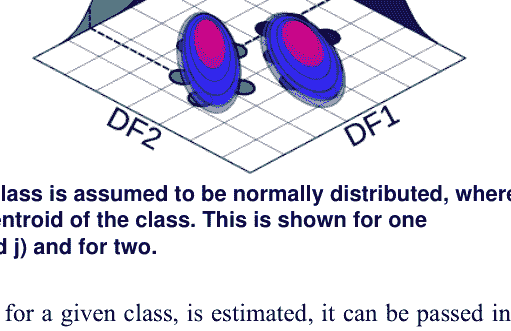 DF2
DF1
lass is assumed to be normally distributed, where
entroid of the class. This is shown for one
d j) and for two.
for a given class, is estimated, it can be passed in